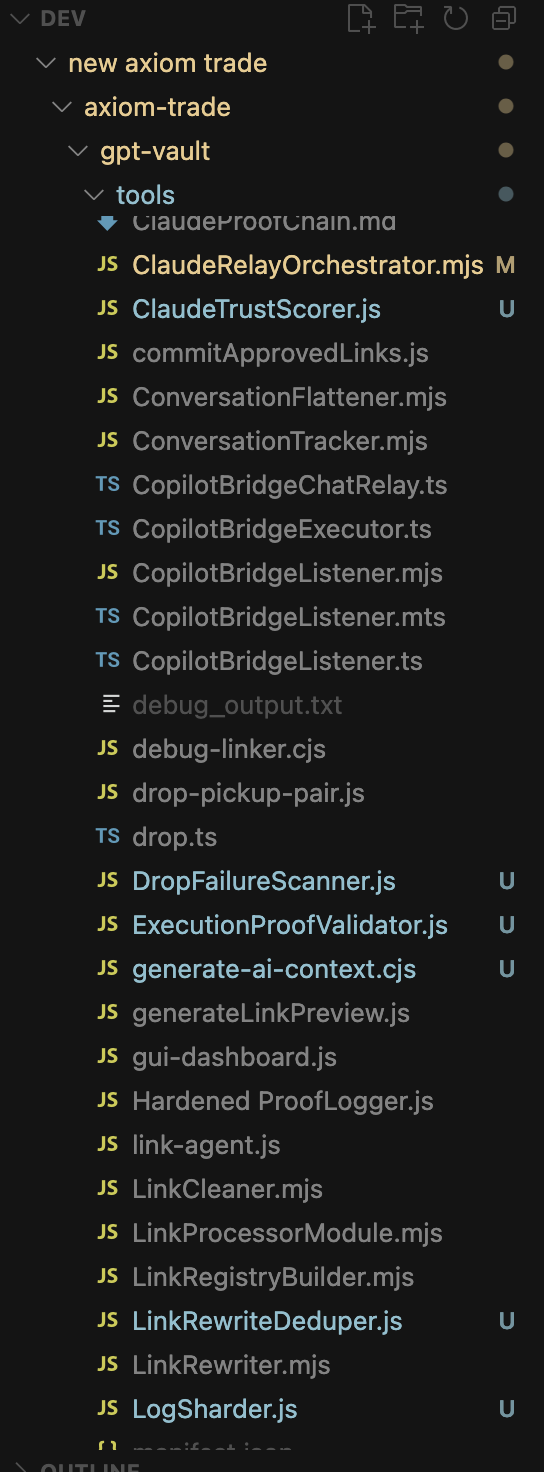 DEV
new axiom trade
axiom-trade
gpt-vault
tools
ClaudeProofChain.md
JS ClaudeRelayOrchestrator.mjs M
JS ClaudeTrustScorer.js U
JS commitApprovedLinks.js
JS ConversationFlattener.mjs
JS ConversationTracker.mjs
TS CopilotBridgeChatRelay.ts
TS CopilotBridgeExecutor.ts
JS CopilotBridgeListener.mjs
TS CopilotBridgeListener.mts
TS CopilotBridgeListener.ts
debug_output.txt
JS debug-linker.cjs
JS drop-pickup-pair.js
TS drop.ts
JS DropFailureScanner.js U
JS ExecutionProofValidator.js U
JS generate-ai-context.cjs U
JS generateLinkPreview.js
JS gui-dashboard.js
JS Hardened ProofLogger.js
JS link-agent.js
JS LinkCleaner.mjs
JS LinkProcessorModule.mjs
JS LinkRegistryBuilder.mjs
JS LinkRewriteDeduper.js U
JS LinkRewriter.mjs
JS LogSharder.js U
{} manifest.json
OUTLINE